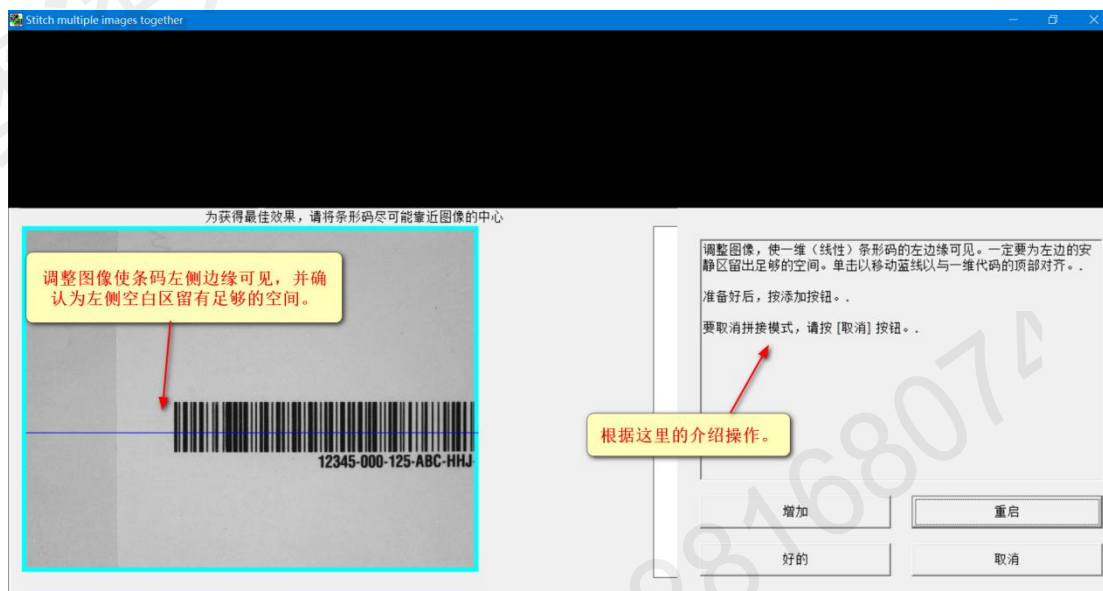 Stitch multiple images together
为获得最佳效果，请将条形码尽可能靠近图像的中心
调整图像使条码左侧边缘可见，并确
认为左侧空白区留有足够的空间。
12345-000-125-ABC-HHJ-
调整图像，使一维（线性）条形码的左边缘可见。一定要为左边的安
静区留出足够的空间。单击以移动蓝线以与一维代码的顶部对齐。.
准备好后，按添加按钮。.
要取消拼接模式，请按 [取消] 按钮。.
根据这里的介绍操作。
增加
重启
好的
取消